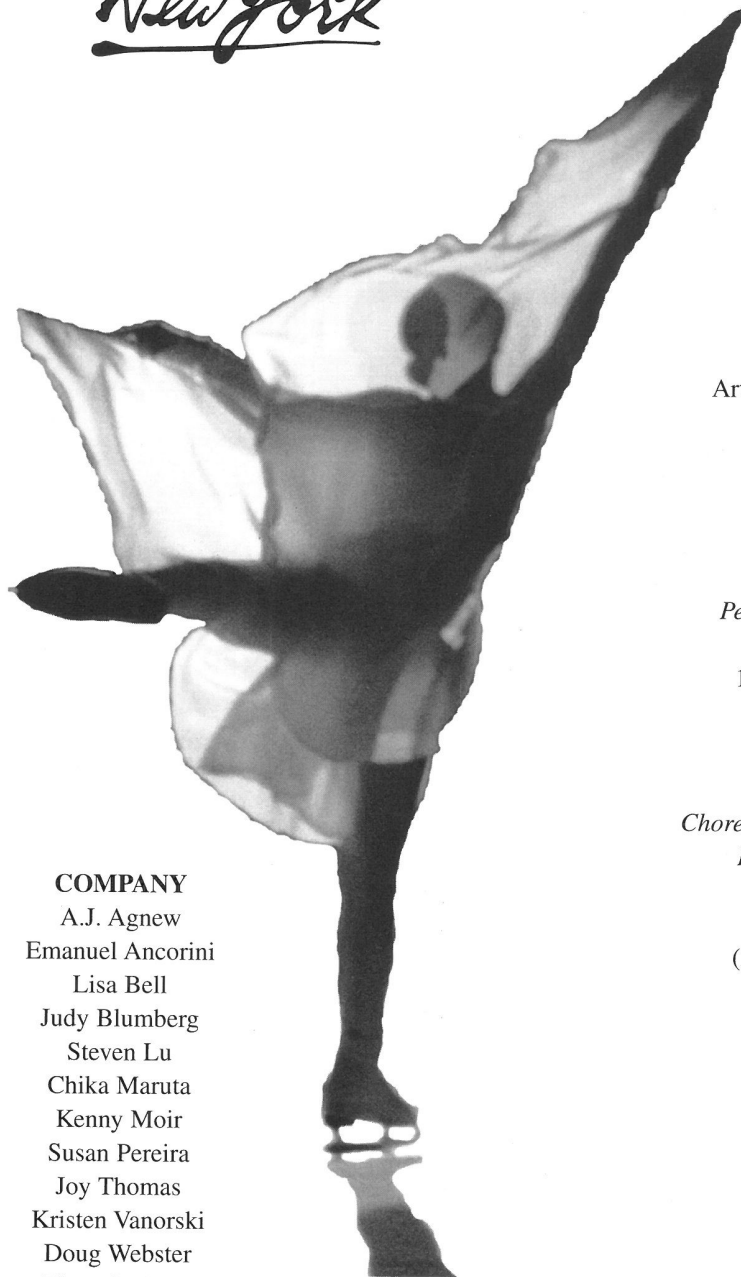 New York
COMPANY
A.J. Agnew
Emanuel Ancorini
Lisa Bell
Judy Blumberg
Steven Lu
Chika Maruta
Kenny Moir
Susan Pereira
Joy Thomas
Kristen Vanorski
Doug Webster